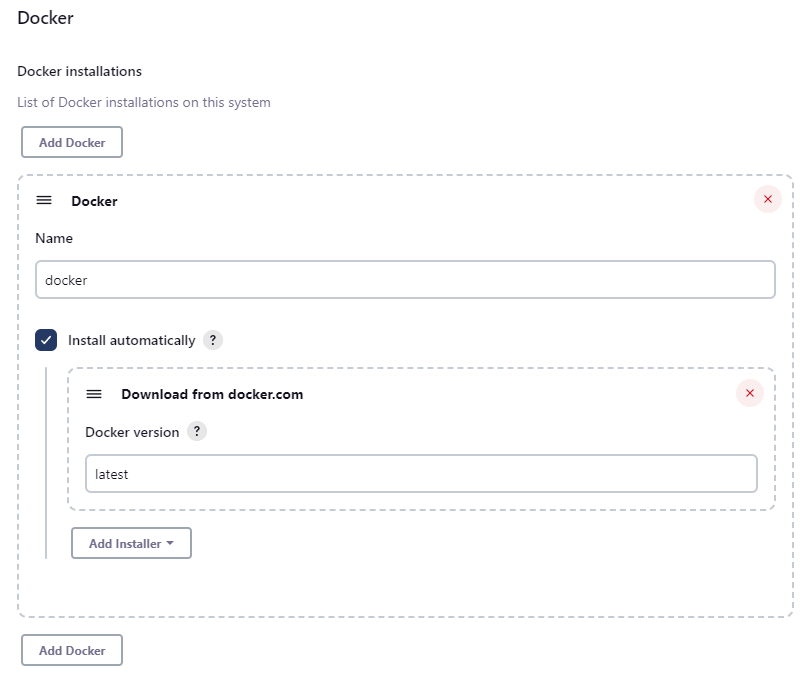 Docker
Docker installations
List of Docker installations on this system
Add Docker
Docker
Name
docker
Install automatically ?
Download from docker.com
Docker version ?
latest
Add Installer
Add Docker